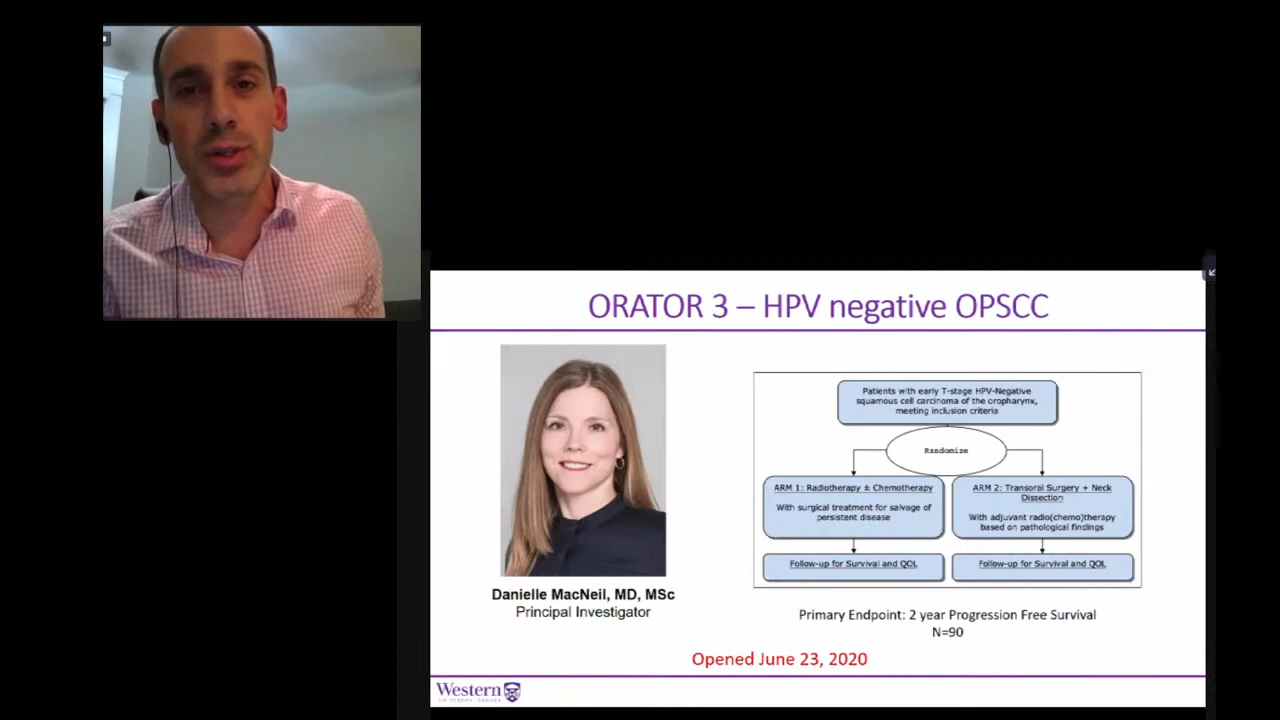 ORATOR 3 – HPV negative OPSCC
Danielle MacNeil, MD, MSc
Principal Investigator
Patients with early T-stage HPV-Negative
squamous cell carcinoma of the oropharynx,
meeting inclusion criteria
Randomize
ARM 1: Radiotherapy ± Chemotherapy
With surgical treatment for salvage of
persistent disease
Follow-up for Survival and QOL
ARM 2: Transoral Surgery + Neck
Dissection
With adjuvant radio(chemo)therapy
based on pathological findings
Follow-up for Survival and QOL
Primary Endpoint: 2 year Progression Free Survival
N=90
Opened June 23, 2020
Western
UNIVERSITY · CANADA